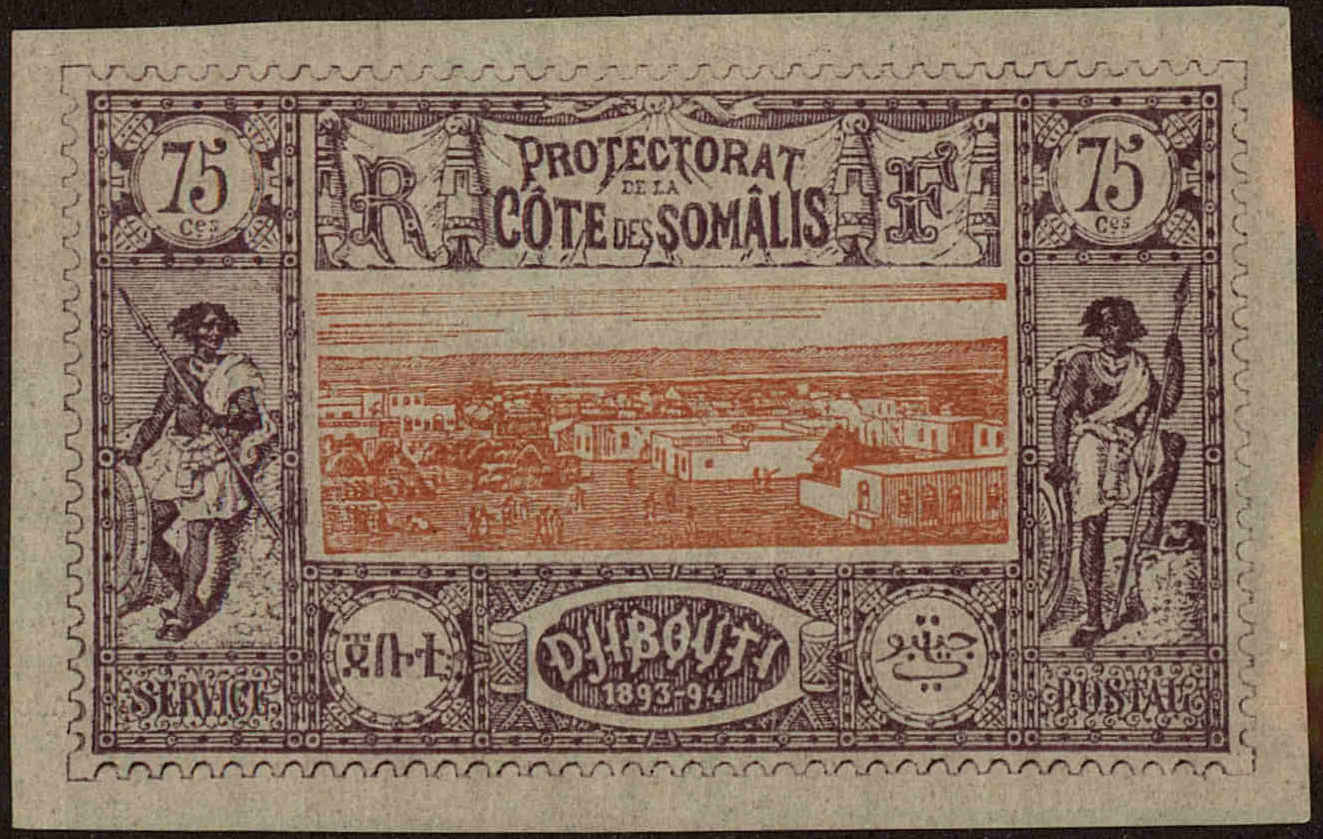 75
Ces
R
PROTECTORAT
DE LA
CÔTE DES SOMÂLIS
F
75
Ces
DJIBOUTI
1893-94
SERVICE
POSTAL